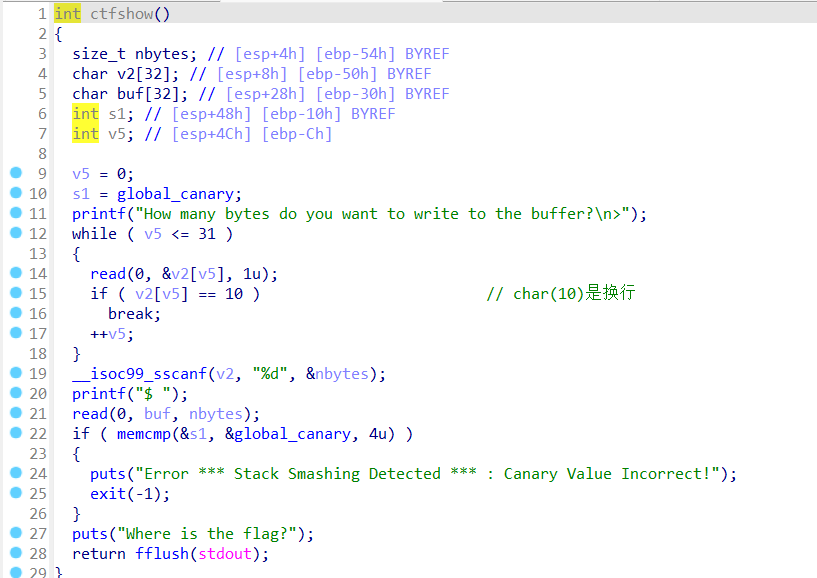 1 int ctfshow()
2 {
3 size_t nbytes; // [esp+4h] [ebp-54h] BYREF
4 char v2[32]; // [esp+8h] [ebp-50h] BYREF
5 char buf[32]; // [esp+28h] [ebp-30h] BYREF
6 int s1; // [esp+48h] [ebp-10h] BYREF
7 int v5; // [esp+4Ch] [ebp-Ch]
8
9 v5 = 0;
10 s1 = global_canary;
11 printf("How many bytes do you want to write to the buffer?\n>");
12 while ( v5 <= 31 )
13 {
14 read(0, &v2[v5], 1u);
15 if ( v2[v5] == 10 ) // char(10)是换行
16 break;
17 ++v5;
18 }
19 __isoc99_sscanf(v2, "%d", &nbytes);
20 printf("$ ");
21 read(0, buf, nbytes);
22 if ( memcmp(&s1, &global_canary, 4u) )
23 {
24 puts("Error *** Stack Smashing Detected *** : Canary Value Incorrect!");
25 exit(-1);
26 }
27 puts("Where is the flag?");
28 return fflush(stdout);
29 }